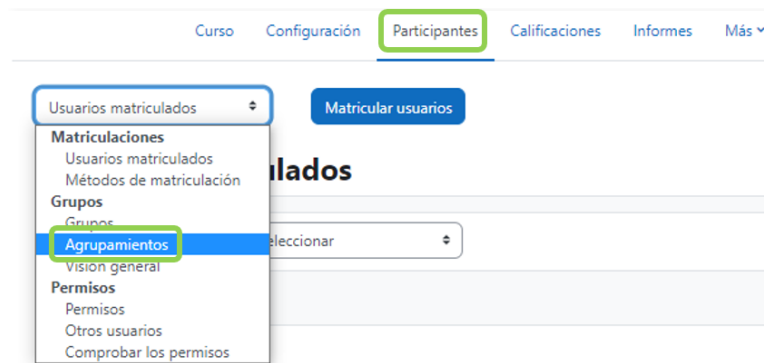 Curso Configuración Participantes Calificaciones Informes Más
Usuarios matriculados Matricular usuarios
Matriculaciones
Usuarios matriculados
Métodos de matriculación
Grupos
Grupos
Agrupamientos
Visión general
Permisos
Permisos
Otros usuarios
Comprobar los permisos
ulados
eleccionar